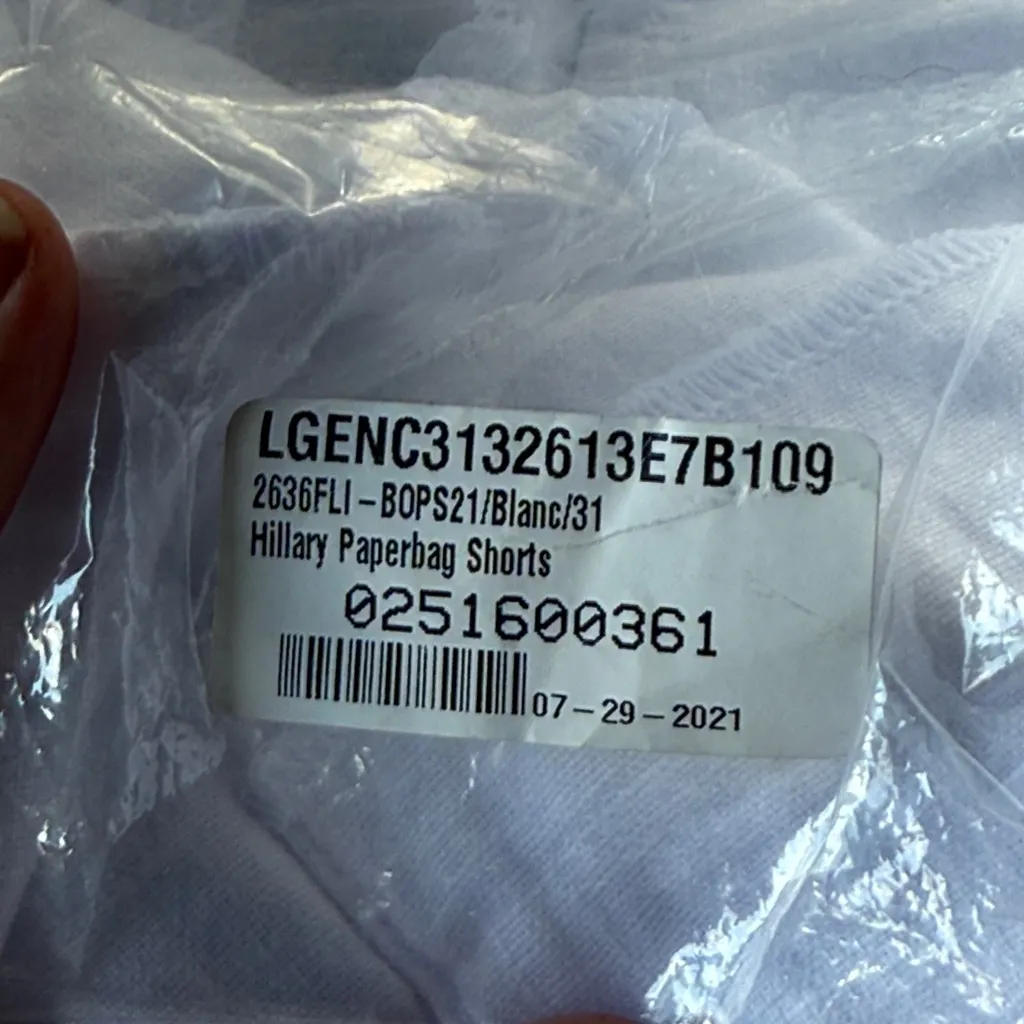 LGENC3132613E7B109
2636FLI-BOPS21/Blanc/31
Hillary Paperbag Shorts
0251600361
07-29-2021